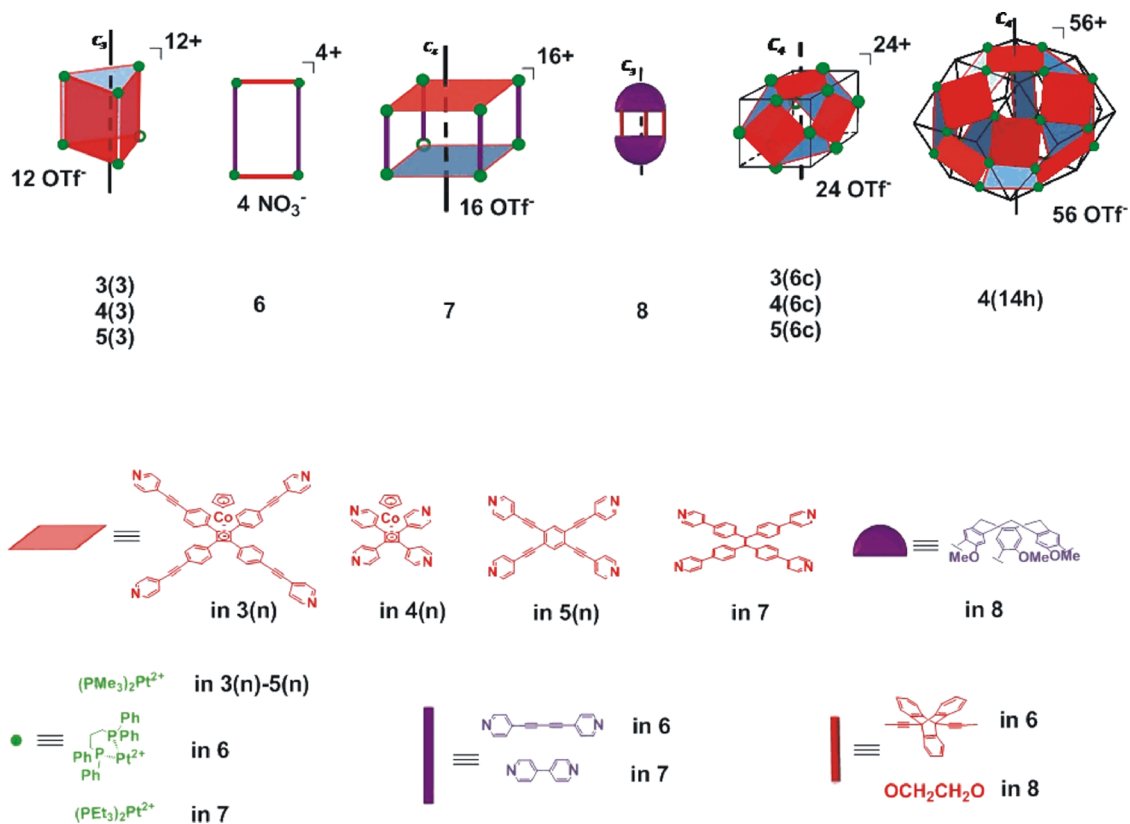 C3
12+
12 OTf-
4+
4 NO3-
C4
16+
16 OTf-
C3
C4
24+
24 OTf-
C4
56+
56 OTf-
3(3)
4(3)
5(3)
6
7
8
3(6c)
4(6c)
5(6c)
4(14h)
N
N
Co
N
N
in 3(n)
N
N
Co
N
N
in 4(n)
N
N
N
N
in 5(n)
N
N
N
N
in 7
MeO
OMe
OMe
in 8
(PMe3)2Pt2+
in 3(n)-5(n)
Ph
P
Ph
Ph
P
Pt2+
Ph
in 6
(PEt3)2Pt2+
in 7
N
N
in 6
N
N
in 7
in 6
OCH2CH2O
in 8